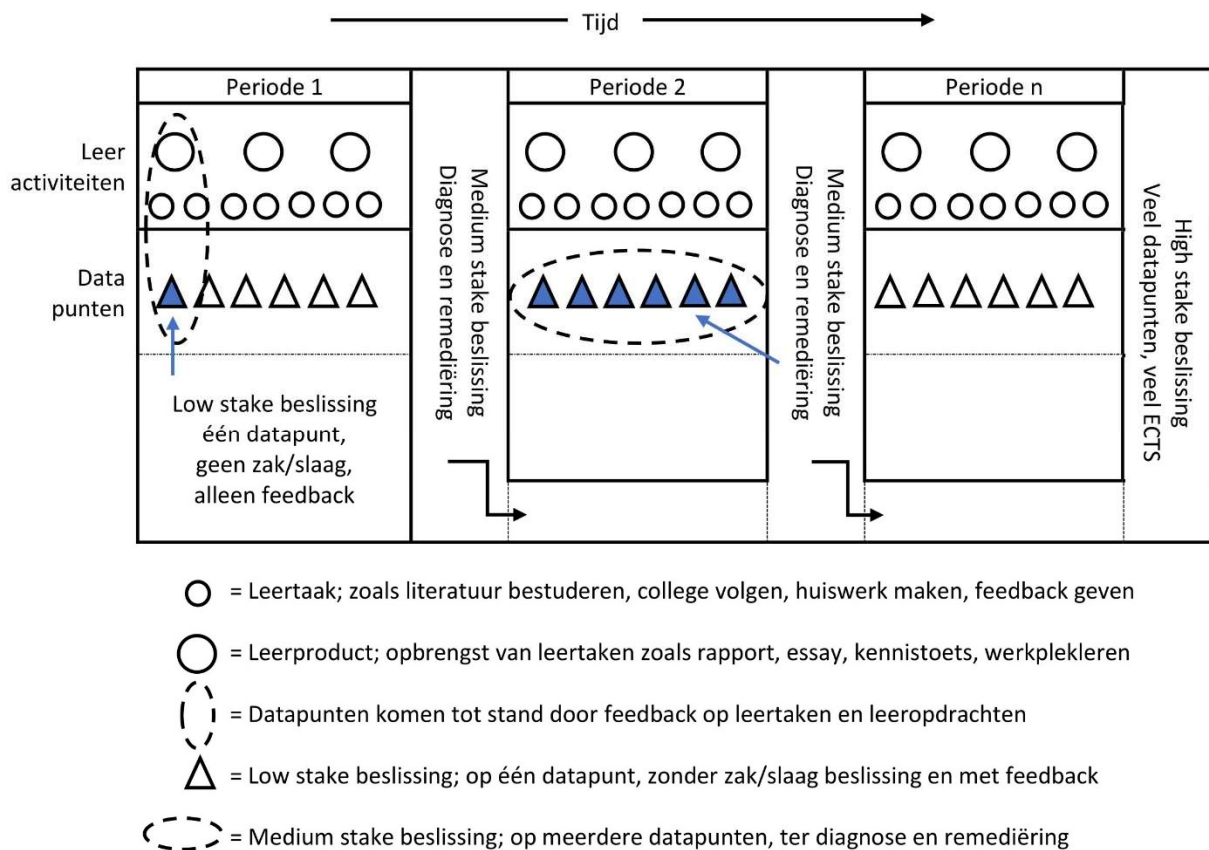 Tijd
Periode 1
Periode 2
Periode n
Leer
activiteiten
Data
punten
Low stake beslissing
één datapunt,
geen zak/slaag,
alleen feedback
Medium stake beslissing
Diagnose en remediëring
Medium stake beslissing
Diagnose en remediëring
High stake beslissing
Veel datapunten, veel ECTS
= Leertaak; zoals literatuur bestuderen, college volgen, huiswerk maken, feedback geven
= Leerproduct; opbrengst van leertaken zoals rapport, essay, kennistoets, werkplekleren
= Datapunten komen tot stand door feedback op leertaken en leeropdrachten
= Low stake beslissing; op één datapunt, zonder zak/slaag beslissing en met feedback
= Medium stake beslissing; op meerdere datapunten, ter diagnose en remediëring